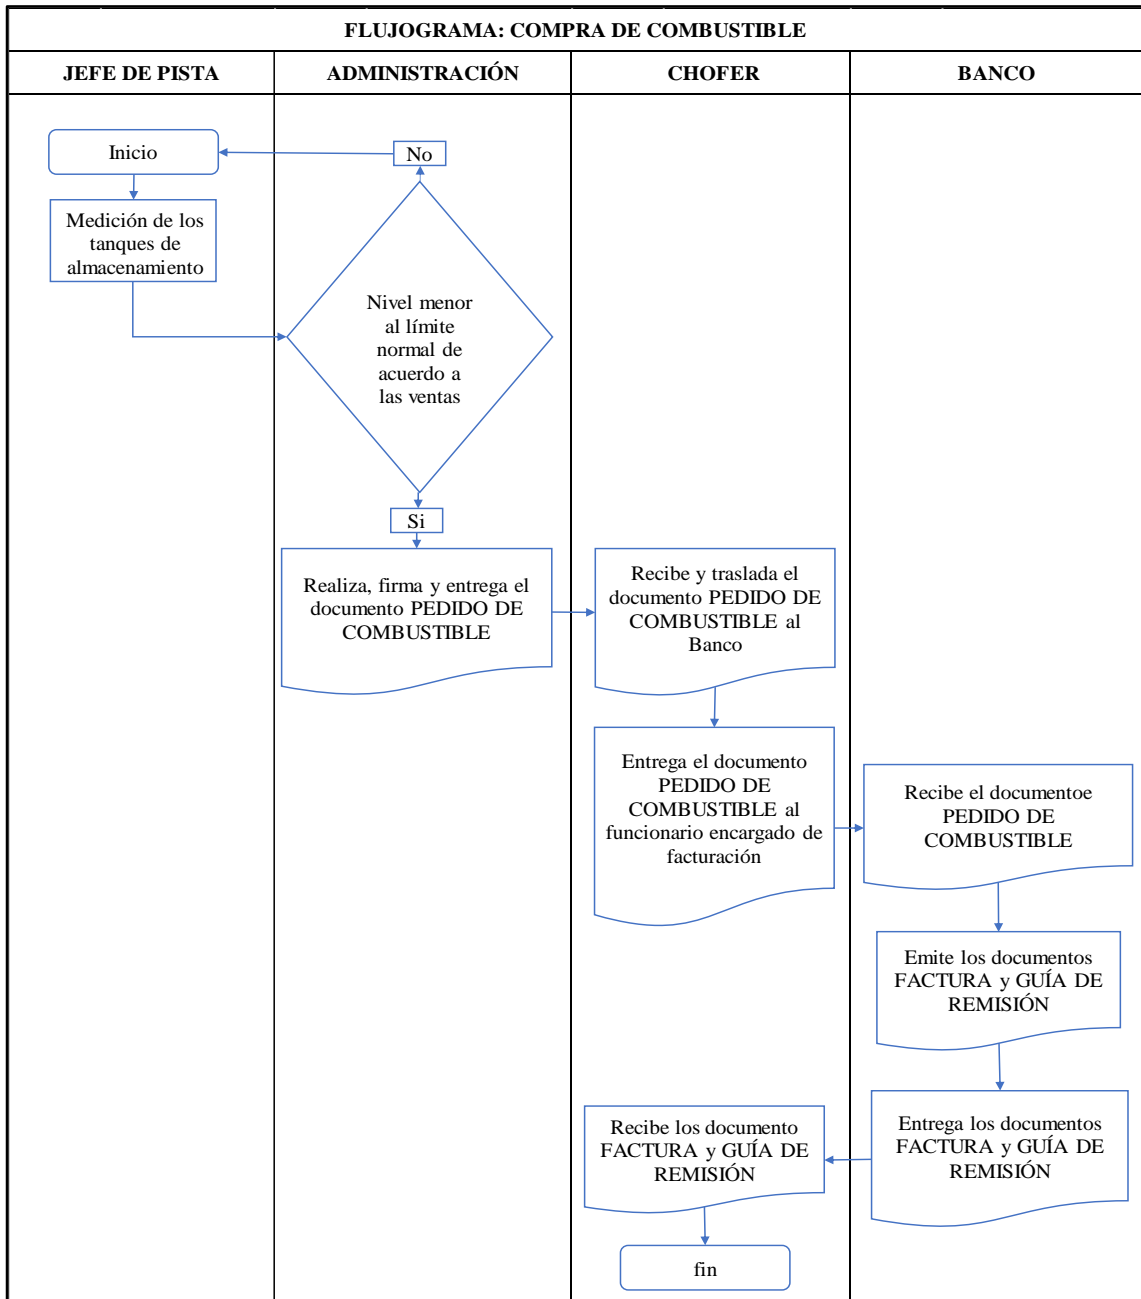 FLUJOGRAMA: COMPRA DE COMBUSTIBLE
JEFE DE PISTA
ADMINISTRACIÓN
CHOFER
BANCO
Inicio
No
Medición de los
tanques de
almacenamiento
Nivel menor
al límite
normal de
acuerdo a
las ventas
Si
Realiza, firma y entrega el
documento PEDIDO DE
COMBUSTIBLE
Recibe y traslada el
documento PEDIDO DE
COMBUSTIBLE al
Banco
Entrega el documento
PEDIDO DE
COMBUSTIBLE al
funcionario encargado de
facturación
Recibe el documentoe
PEDIDO DE
COMBUSTIBLE
Emite los documentos
FACTURA y GUÍA DE
REMISIÓN
Entrega los documentos
FACTURA y GUÍA DE
REMISIÓN
Recibe los documento
FACTURA y GUÍA DE
REMISIÓN
fin